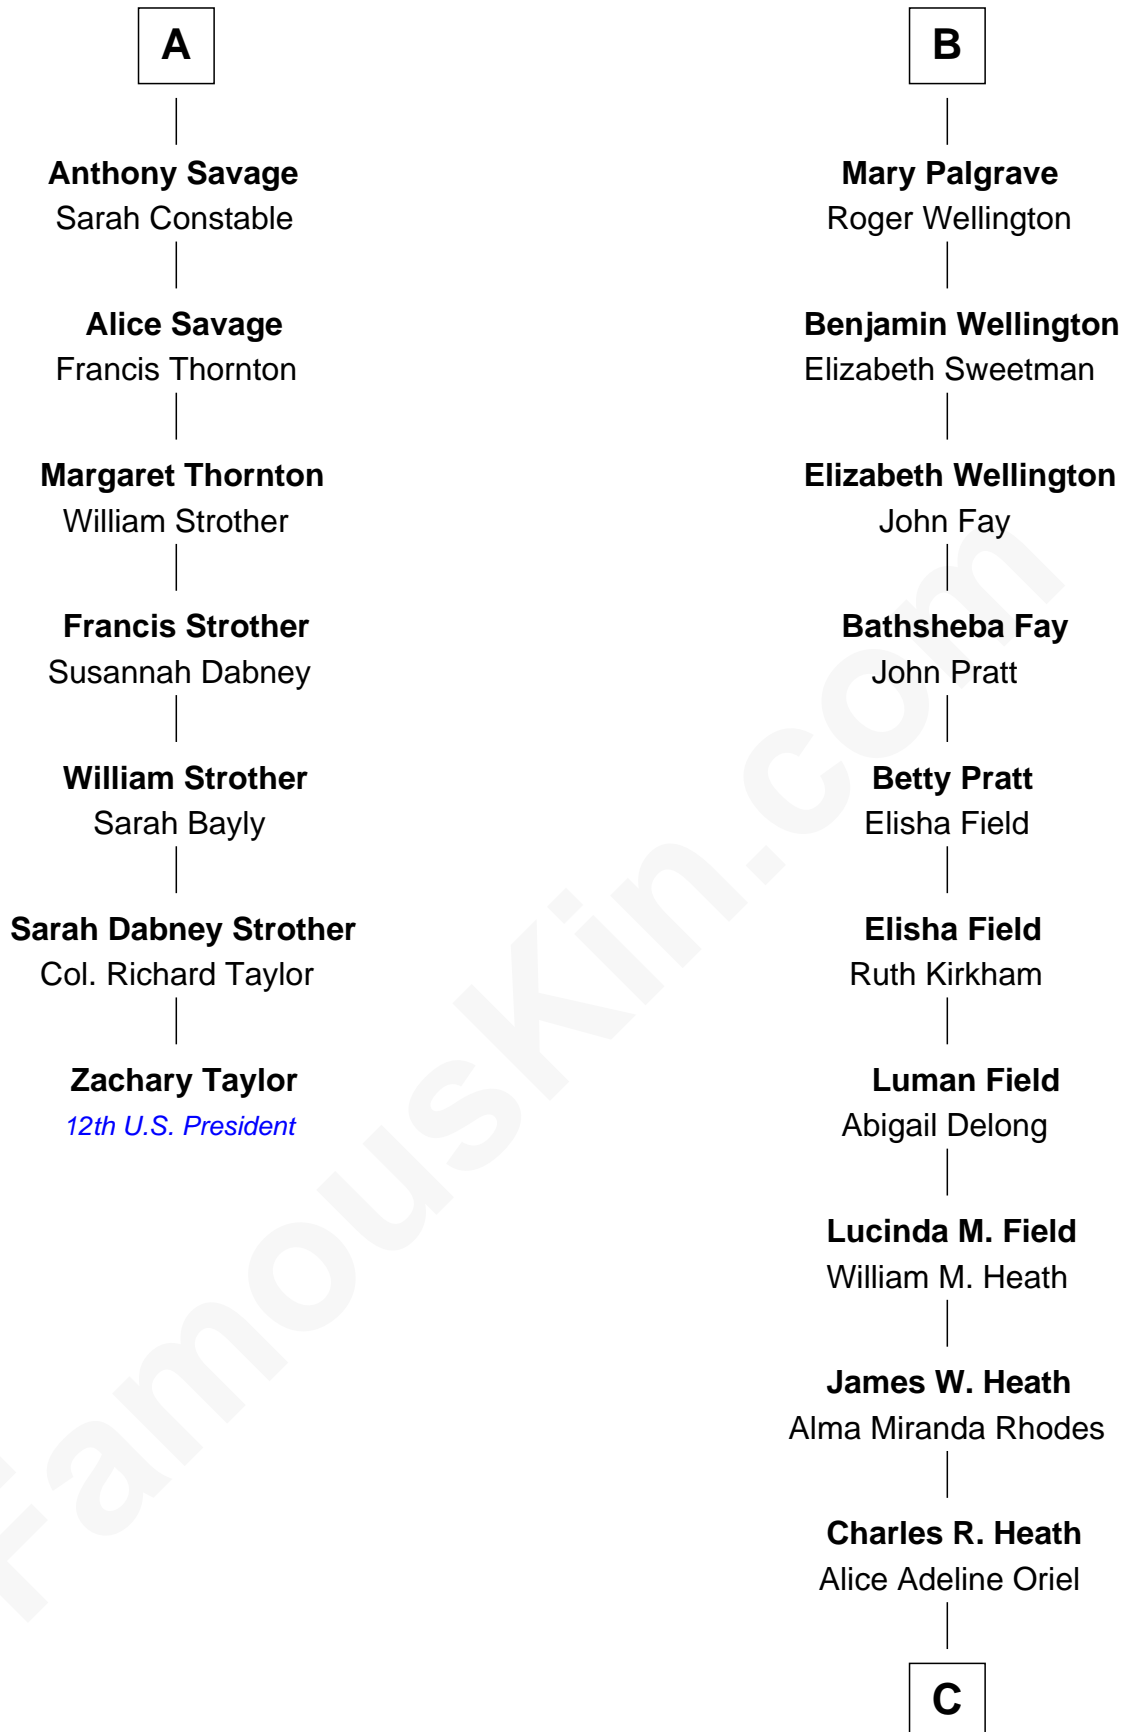 A
Anthony Savage
Sarah Constable
Alice Savage
Francis Thornton
Margaret Thornton
William Strother
Francis Strother
Susannah Dabney
William Strother
Sarah Bayly
Sarah Dabney Strother
Col. Richard Taylor
Zachary Taylor
12th U.S. President
B
Mary Palgrave
Roger Wellington
Benjamin Wellington
Elizabeth Sweetman
Elizabeth Wellington
John Fay
Bathsheba Fay
John Pratt
Betty Pratt
Elisha Field
Elisha Field
Ruth Kirkham
Luman Field
Abigail Delong
Lucinda M. Field
William M. Heath
James W. Heath
Alma Miranda Rhodes
Charles R. Heath
Alice Adeline Oriel
C
FamousKin.com